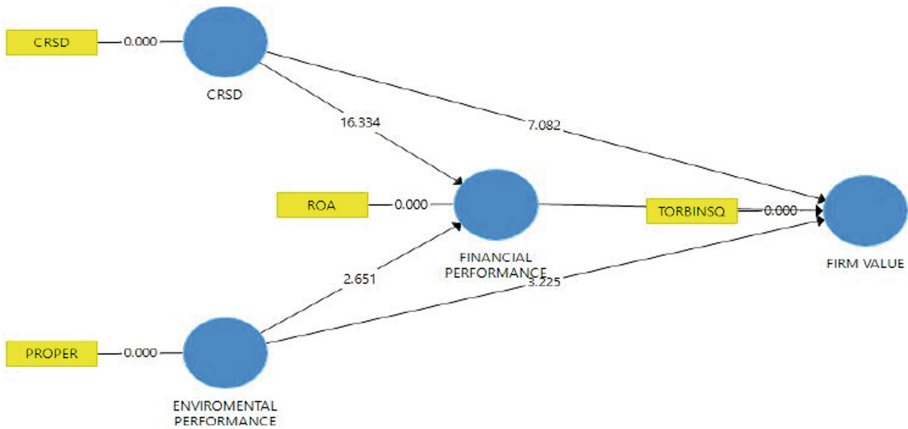 CRSD
0.000
CRSD
16.334
7.082
ROA
0.000
TORBINSQ
0.000
FINANCIAL
PERFORMANCE
FIRM VALUE
2.651
3.225
PROPER
0.000
ENVIROMENTAL
PERFORMANCE